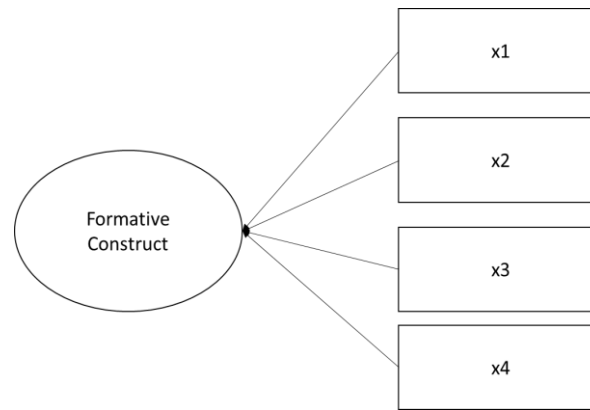 x1
x2
Formative
Construct
x3
x4